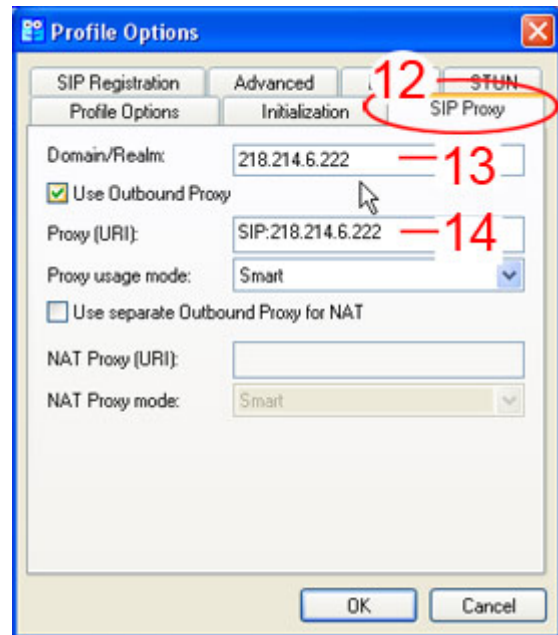 Profile Options
SIP Registration Advanced 12 STUN
Profile Options Initialization SIP Proxy
Domain/Realm: 218.214.6.222 13
Use Outbound Proxy
Proxy (URI): SIP:218.214.6.222 14
Proxy usage mode: Smart
Use separate Outbound Proxy for NAT
NAT Proxy (URI):
NAT Proxy mode: Smart
OK Cancel